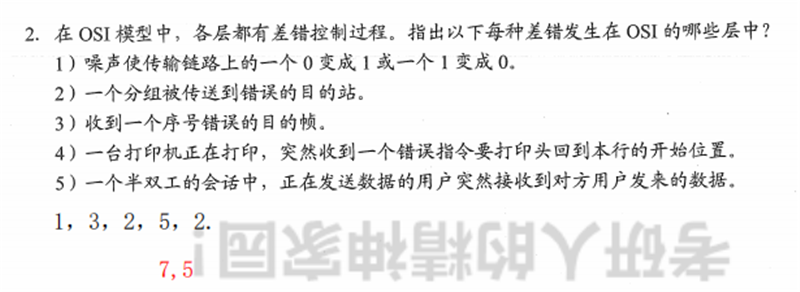 2. 在 OSI 模型中，各层都有差错控制过程。指出以下每种差错发生在 OSI 的哪些层中？
1）噪声使传输链路上的一个 0 变成 1 或一个 1 变成 0。
2）一个分组被传送到错误的目的站。
3）收到一个序号错误的目的帧。
4）一台打印机正在打印，突然收到一个错误指令要打印头回到本行的开始位置。
5）一个半双工的会话中，正在发送数据的用户突然接收到对方用户发来的数据。
1, 3, 2, 5, 2.
考研人的精神家园！
7,5